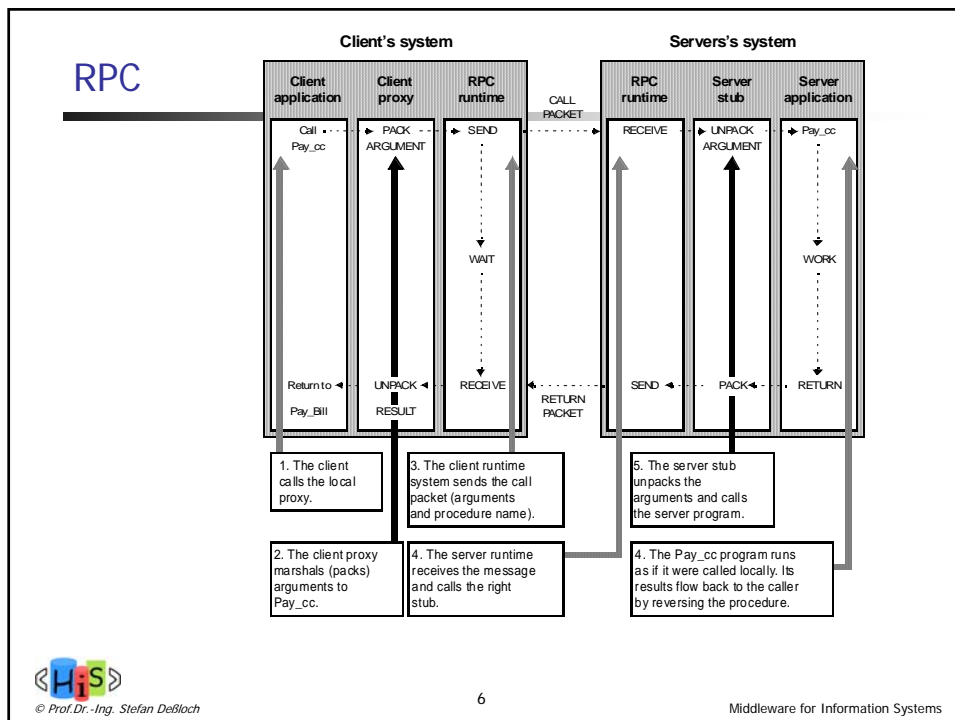 Client's system
Servers's system
RPC
Client application
Client proxy
RPC runtime
CALL PACKET
RPC runtime
Server stub
Server application
Call
Pay_cc
PACK
ARGUMENT
SEND
RECEIVE
UNPACK
ARGUMENT
Pay_cc
WAIT
WORK
Return to
Pay_Bill
UNPACK
RESULT
RECEIVE
RETURN
PACKET
SEND
PACK
RETURN
1. The client
calls the local
proxy.
3. The client runtime
system sends the call
packet (arguments
and procedure name).
5. The server stub
unpacks the
arguments and calls
the server program.
2. The client proxy
marshals (packs)
arguments to
Pay_cc.
4. The server runtime
receives the message
and calls the right
stub.
4. The Pay_cc program runs
as if it were called locally. Its
results flow back to the caller
by reversing the procedure.
<HiS>
© Prof.Dr.-Ing. Stefan Deßloch
6
Middleware for Information Systems